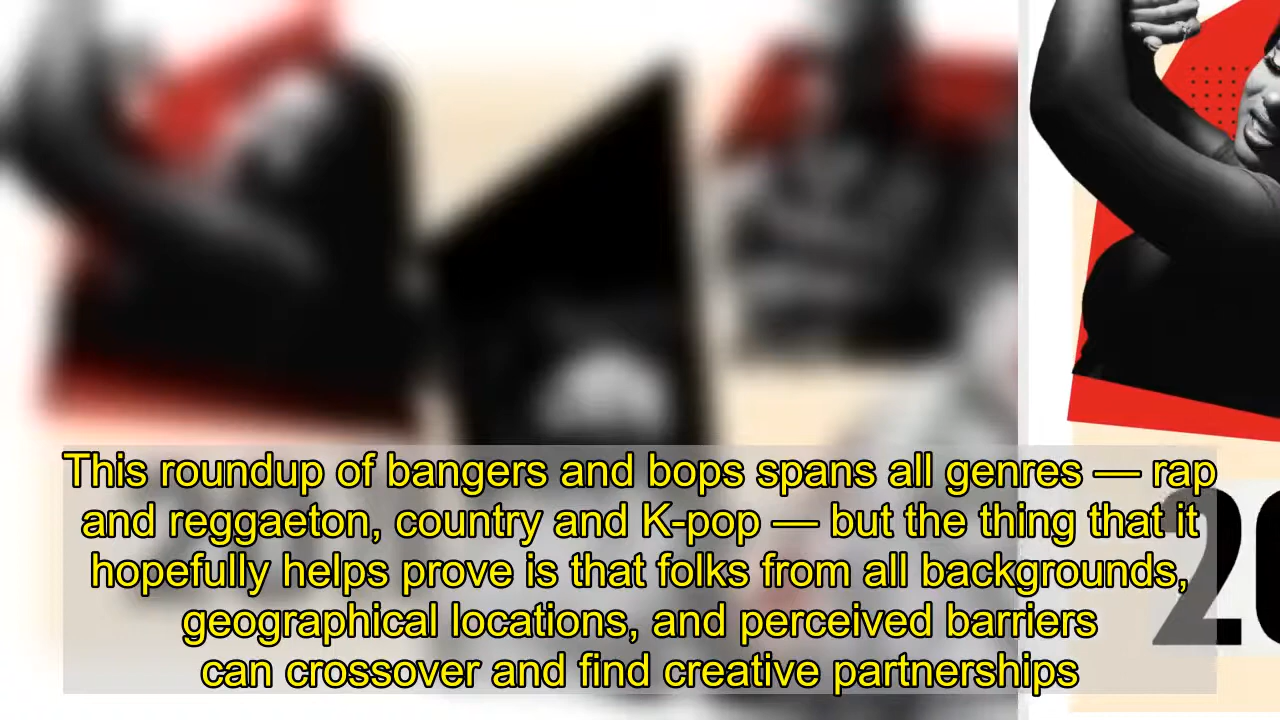 This roundup of bangers and bops spans all genres — rap
and reggaeton, country and K-pop — but the thing that it
hopefully helps prove is that folks from all backgrounds,
geographical locations, and perceived barriers
can crossover and find creative partnerships